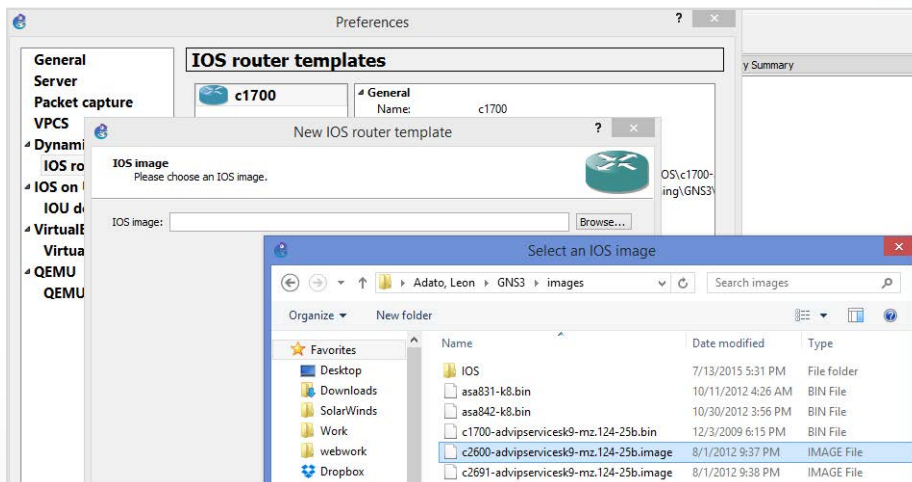 Preferences
?
General
Server
Packet capture
VPCS
Dynami
IOS ro
IOS on U
IOU d
VirtualB
Virtua
QEMU
QEMU
IOS router templates
c1700
General
Name: c1700
OS\c1700-
ing\GNS3\
y Summary
New IOS router template
?
IOS image
Please choose an IOS image.
IOS image:
Browse...
Select an IOS image
Adato, Leon GNS3 images
Search images
Organize New folder
Favorites
Desktop
Downloads
SolarWinds
Work
webwork
Dropbox
Name Date modified Type
IOS 7/13/2015 5:31 PM File folder
asa831-k8.bin 10/11/2012 4:26 AM BIN File
asa842-k8.bin 10/30/2012 3:56 PM BIN File
c1700-advipservicesk9-mz.124-25b.bin 12/3/2009 6:15 PM BIN File
c2600-advipservicesk9-mz.124-25b.image 8/1/2012 9:37 PM IMAGE File
c2691-advipservicesk9-mz.124-25b.image 8/1/2012 9:38 PM IMAGE File